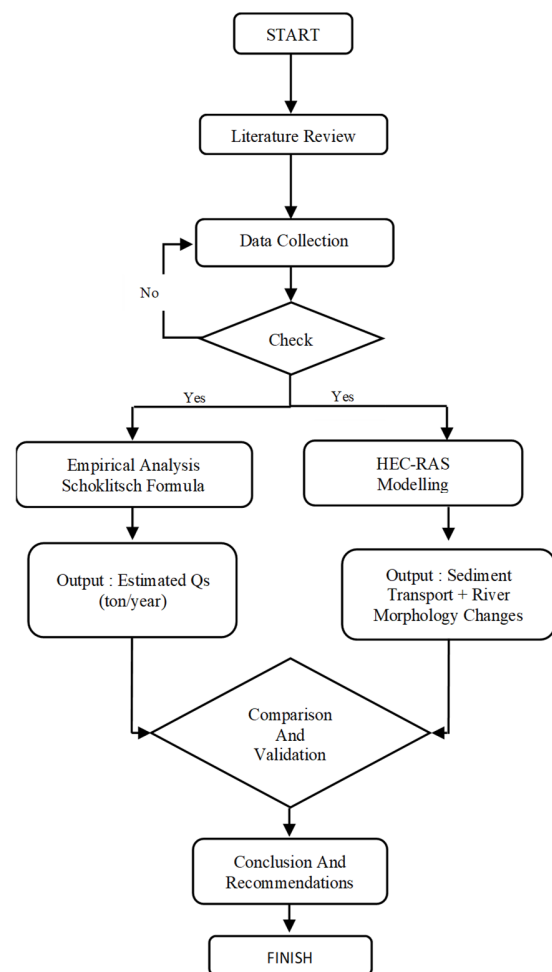 START
Literature Review
Data Collection
No
Check
Yes
Yes
Empirical Analysis
Schoklitsch Formula
HEC-RAS
Modelling
Output : Estimated Qs
(ton/year)
Output : Sediment
Transport + River
Morphology Changes
Comparison
And
Validation
Conclusion And
Recommendations
FINISH